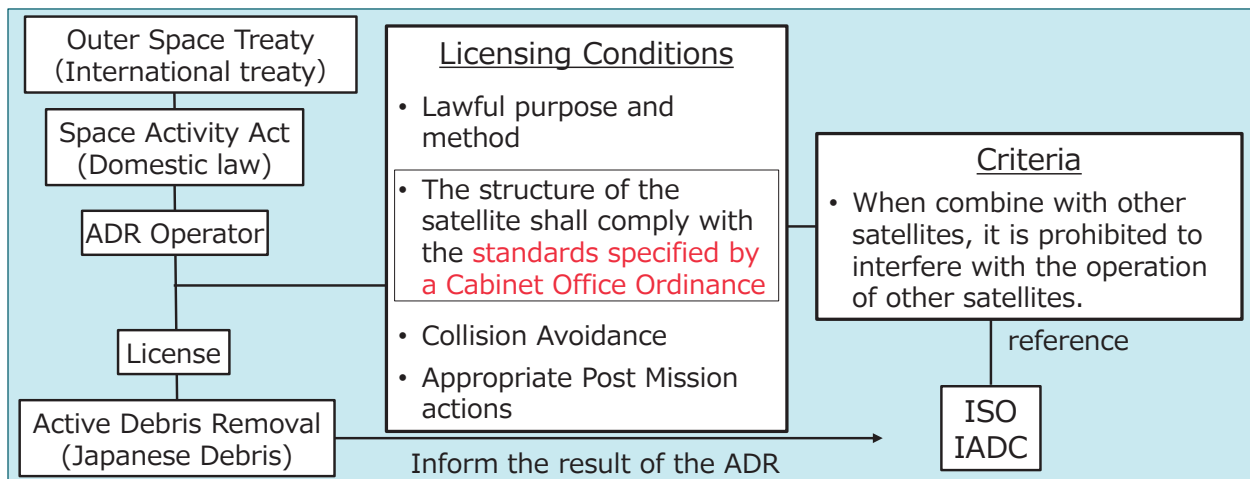 Outer Space Treaty
(International treaty)
Space Activity Act
(Domestic law)
ADR Operator
License
Active Debris Removal
(Japanese Debris)
Licensing Conditions
• Lawful purpose and
method
• The structure of the
satellite shall comply with
the standards specified by
a Cabinet Office Ordinance
• Collision Avoidance
• Appropriate Post Mission
actions
Criteria
• When combine with other
satellites, it is prohibited to
interfere with the operation
of other satellites.
reference
ISO
IADC
Inform the result of the ADR